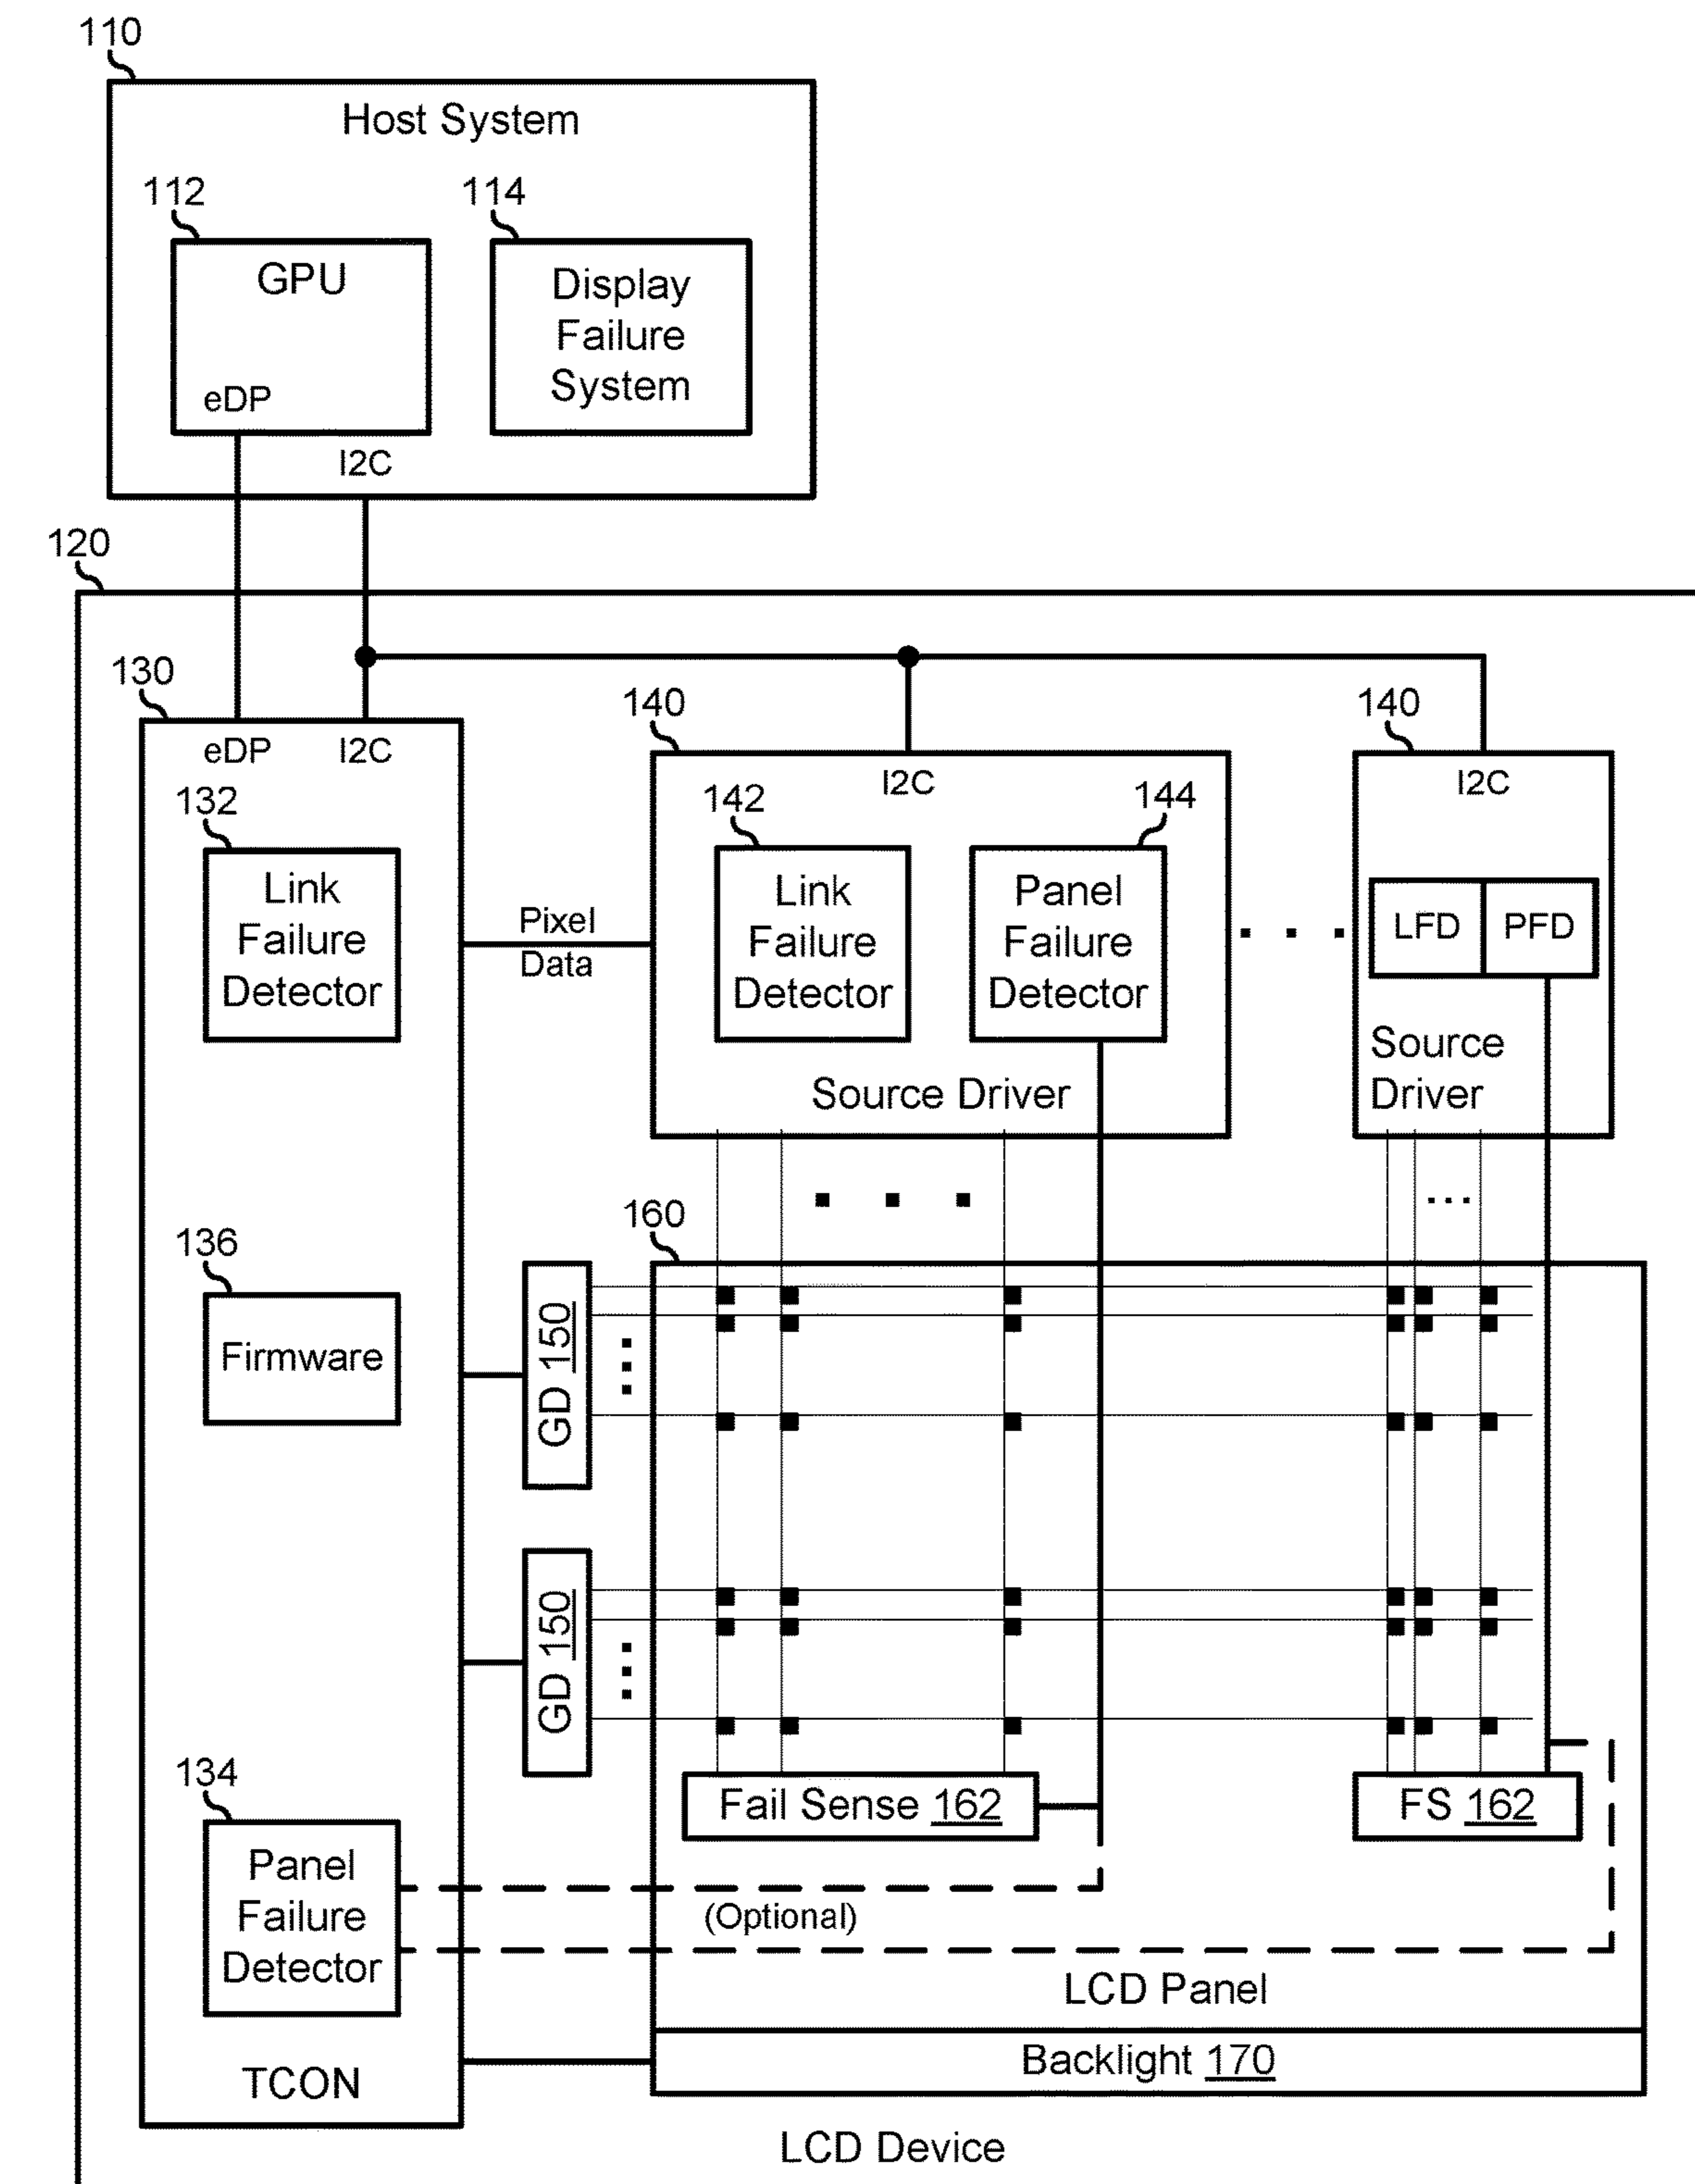 110
Host System
112
114
GPU
eDP
Display
Failure
System
I2C
120
130
eDP
I2C
132
Link
Failure
Detector
Pixel
Data
140
I2C
142
144
Link
Failure
Detector
Panel
Failure
Detector
Source Driver
140
I2C
LFD
PFD
Source
Driver
136
Firmware
160
GD 150
GD 150
134
Panel
Failure
Detector
TCON
Fail Sense 162
FS 162
(Optional)
LCD Panel
Backlight 170
LCD Device